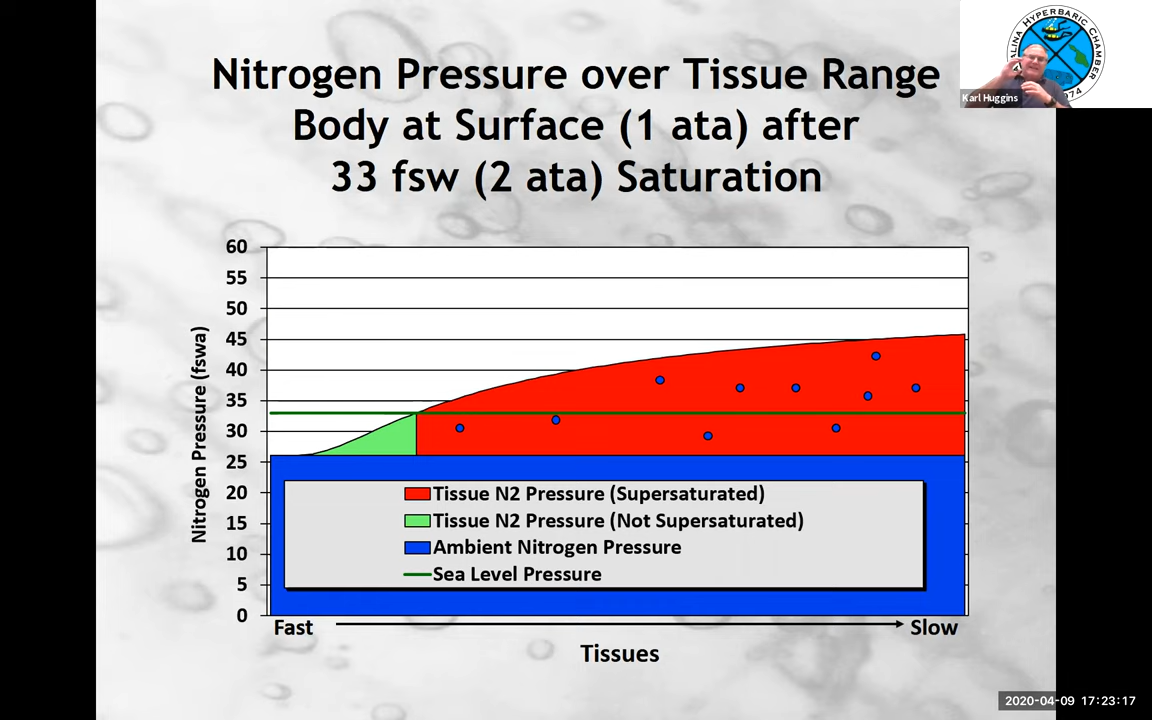 Nitrogen Pressure over Tissue Range
Body at Surface (1 ata) after
33 fsw (2 ata) Saturation
HYPERBARIC CHAMBER
Karl Huggins
60
55
50
45
40
35
30
25
20
15
10
5
0
Nitrogen Pressure (fswa)
Tissue N2 Pressure (Supersaturated)
Tissue N2 Pressure (Not Supersaturated)
Ambient Nitrogen Pressure
Sea Level Pressure
Fast
Slow
Tissues
2020-04-09 17:23:17